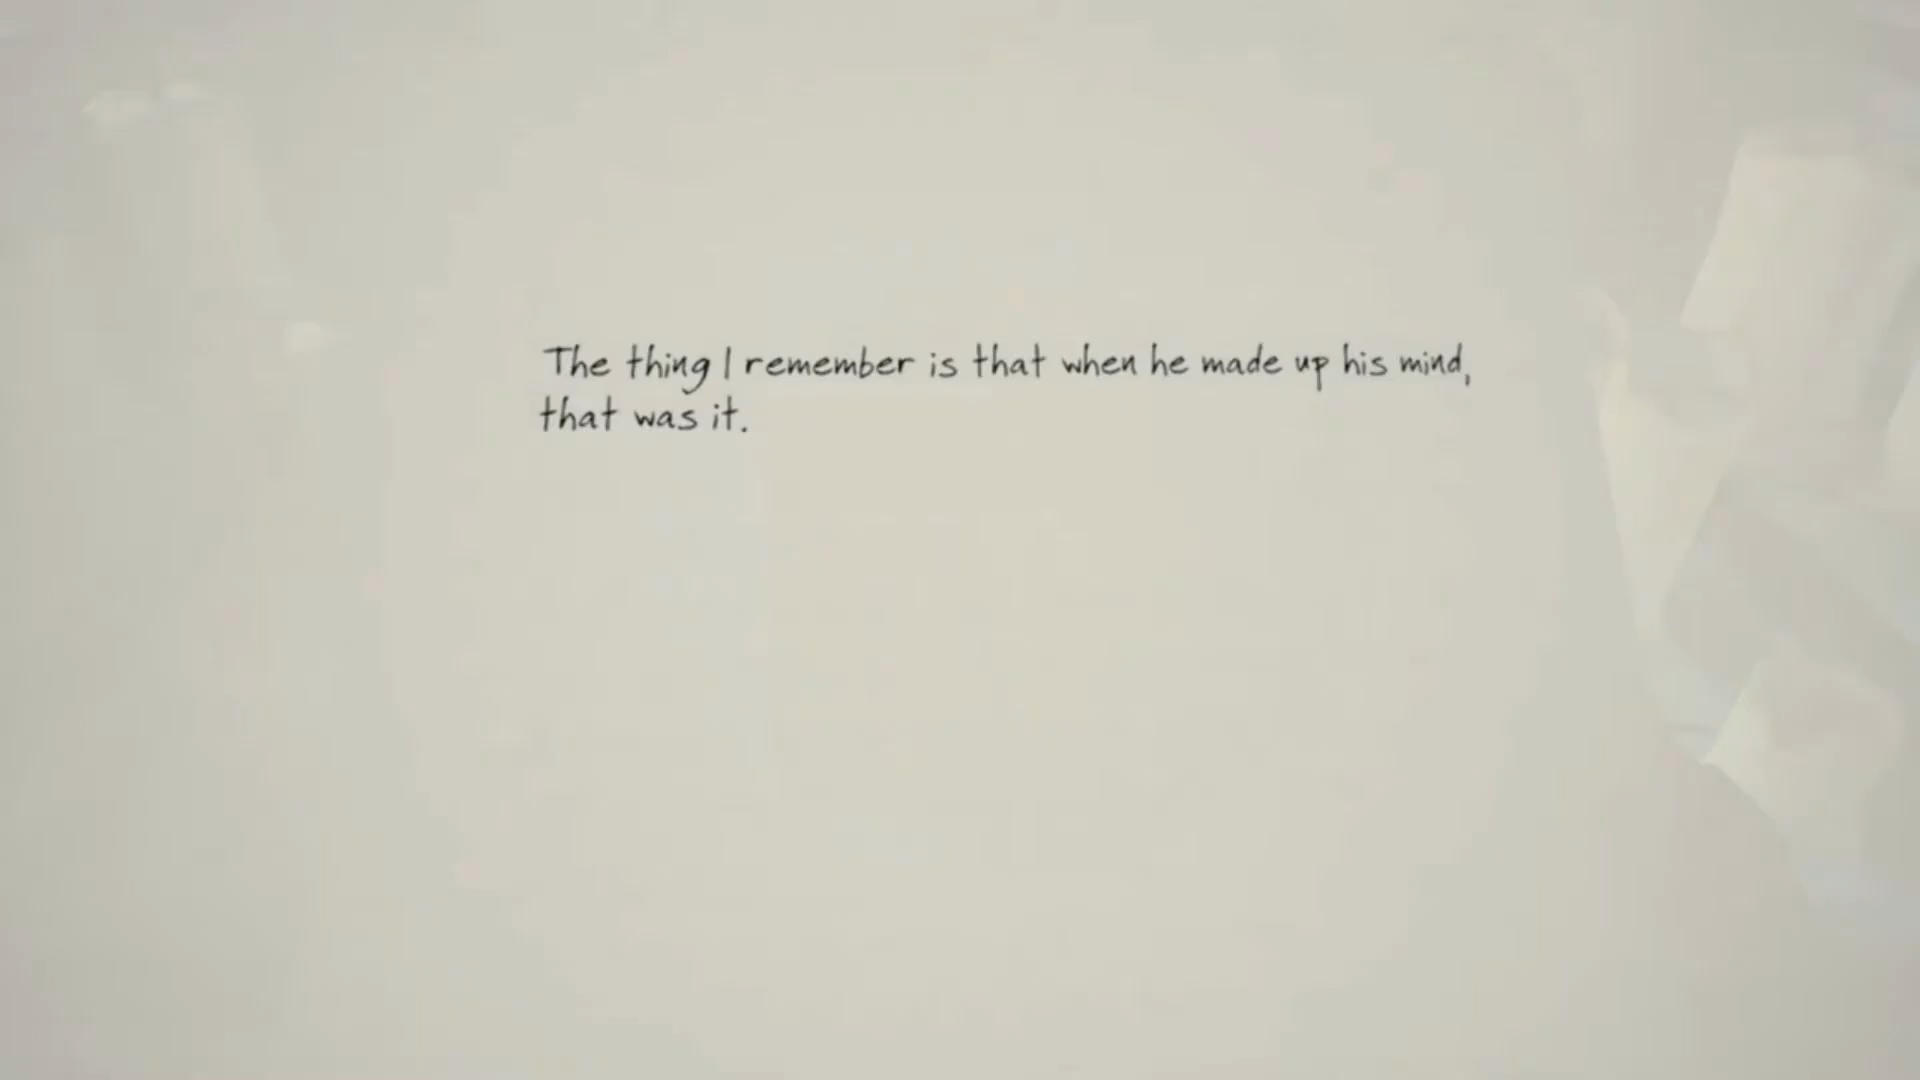 The thing I remember is that when he made up his mind,
that was it.